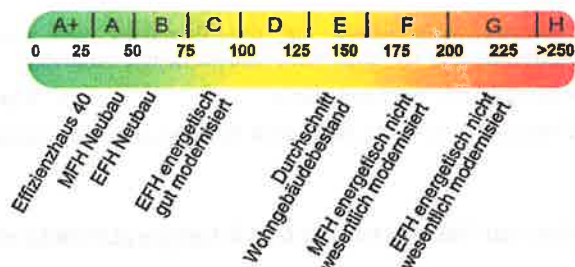 A+ A B C D E F G H
0 25 50 75 100 125 150 175 200 225 >250
Effizienzhaus 40
MFH Neubau
EFH Neubau
EFH energetisch
gut modernisiert
Durchschnitt
Wohngebäudebestand
MFH energetisch nicht
wesentlich modernisiert
EFH energetisch nicht
wesentlich modernisiert